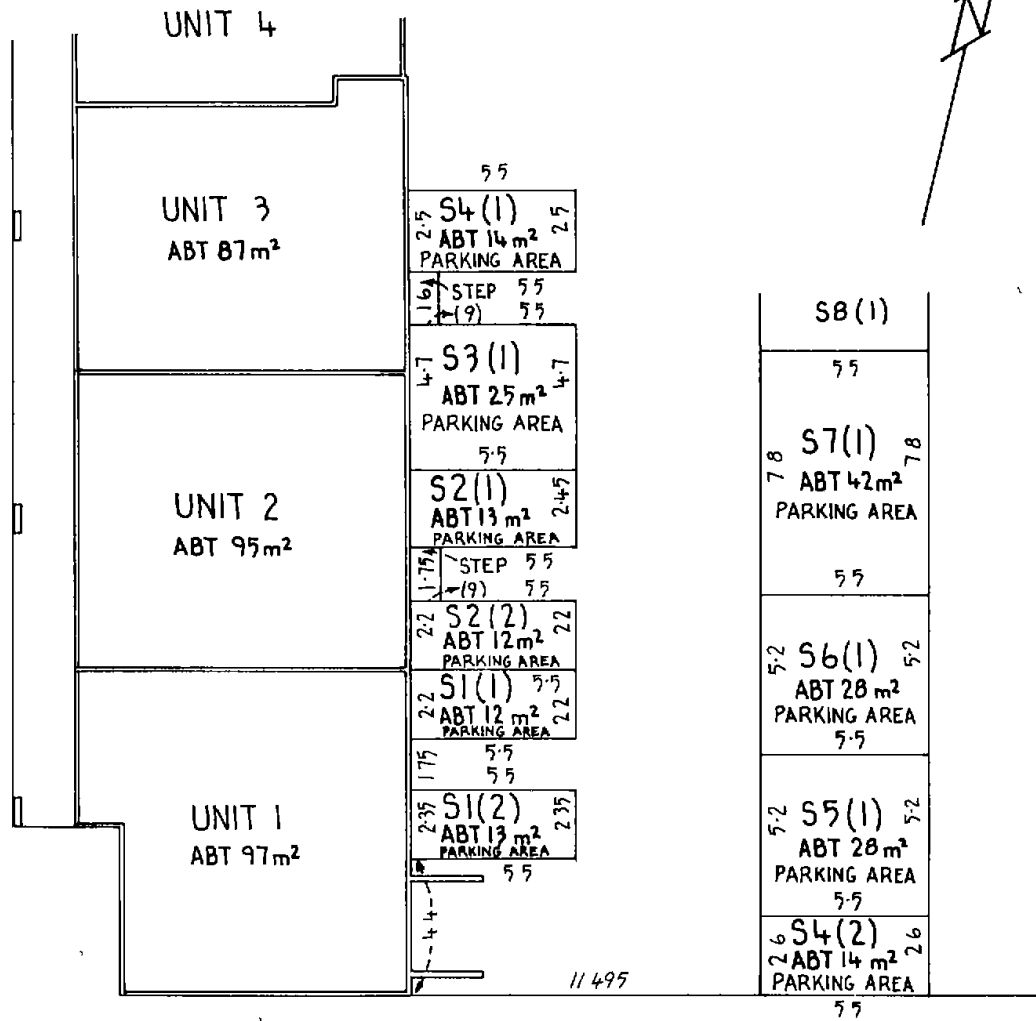 UNIT 4
UNIT 3
ABT 87m²
UNIT 2
ABT 95m²
UNIT 1
ABT 97m²
5 5
2·5
S4(1)
ABT 14m²
PARKING AREA
2 5
1 6
STEP
(9)
5 5
5 5
4·7
S3(1)
ABT 25m²
PARKING AREA
4·7
5·5
S2(1)
ABT 13 m²
PARKING AREA
2·45
1·75
STEP
(9)
5 5
5 5
2·2
S2(2)
ABT 12m²
PARKING AREA
2 2
2·2
S1(1)
5·5
ABT 12 m²
PARKING AREA
2 2
5·5
1 75
5 5
2·35
S1(2)
ABT 13 m²
PARKING AREA
2 35
5 5
4 4
11 495
S8(1)
5 5
7 8
S7(1)
ABT 42m²
PARKING AREA
7 8
5 5
5·2
S6(1)
ABT 28 m²
PARKING AREA
5·2
5·5
5·2
S5(1)
ABT 28 m²
PARKING AREA
5·2
5·5
2 6
S4(2)
ABT 14 m²
PARKING AREA
2 6
5 5